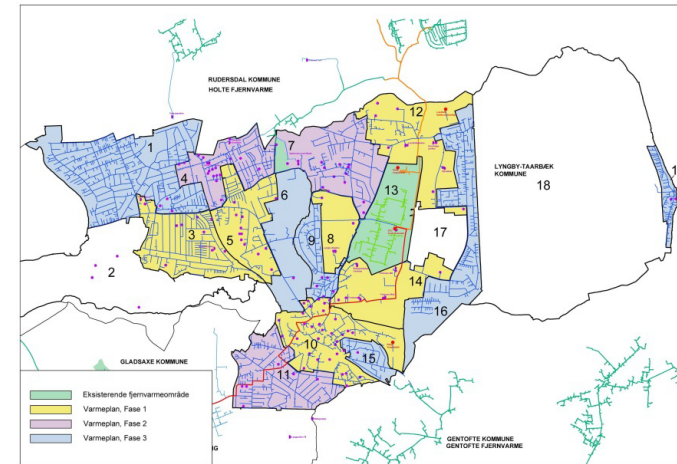 RUDERSDAL KOMMUNE
HOLTE FJERNVARME
12
1
7
LYNGBY-TAARBÆK
KOMMUNE
18
4
13
6
3
5
9
8
17
2
14
16
10
15
GLADSAXE KOMMUNE
11
Eksisterende fjernvarmeområde
Varmeplan, Fase 1
Varmeplan, Fase 2
Varmeplan, Fase 3
GENTOFTE KOMMUNE
GENTOFTE FJERNVARME